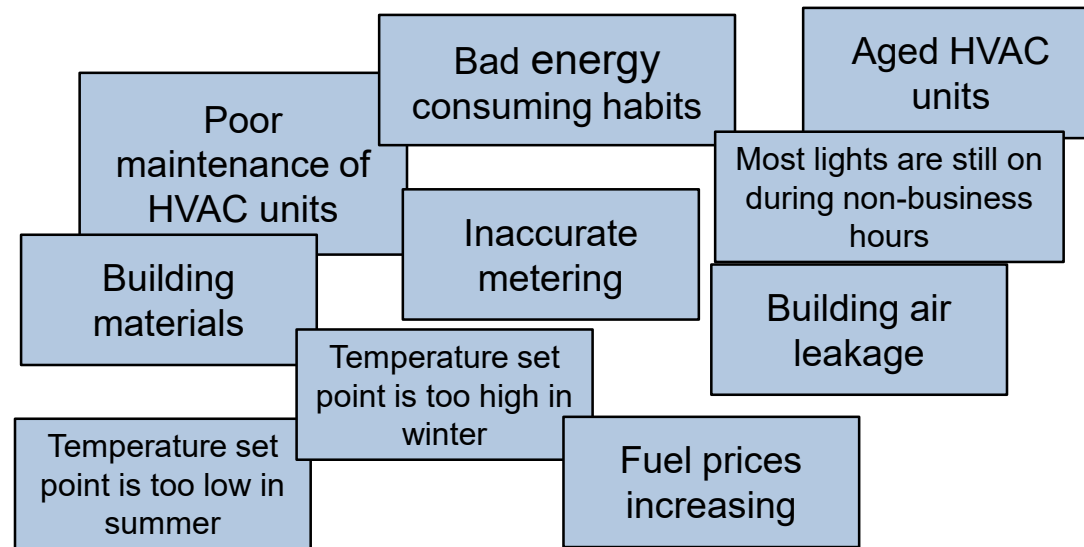 Bad energy
consuming habits
Aged HVAC
units
Poor
maintenance of
HVAC units
Most lights are still on
during non-business
hours
Inaccurate
metering
Building
materials
Building air
leakage
Temperature set
point is too high in
winter
Temperature set
point is too low in
summer
Fuel prices
increasing